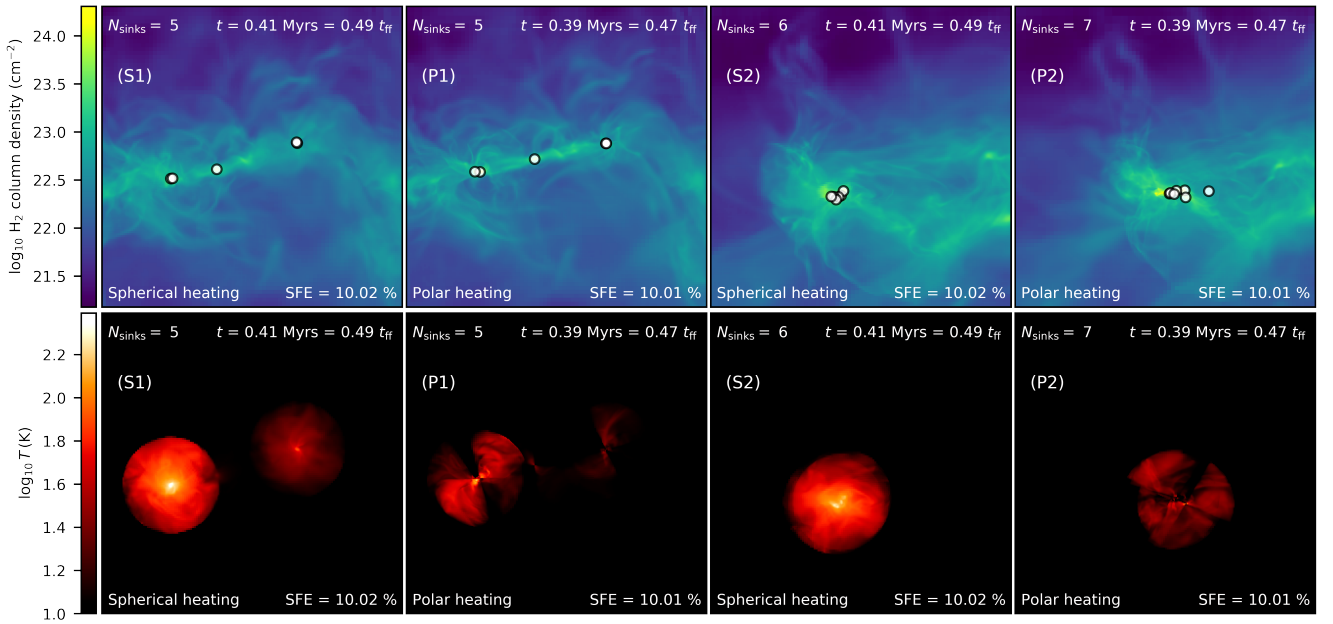 log₁₀ H₂ column density (cm⁻²)
24.0
23.5
23.0
22.5
22.0
21.5
N_sinks = 5 t = 0.41 Myrs = 0.49 t_ff
(S1)
Spherical heating SFE = 10.02 %
N_sinks = 5 t = 0.39 Myrs = 0.47 t_ff
(P1)
Polar heating SFE = 10.01 %
N_sinks = 6 t = 0.41 Myrs = 0.49 t_ff
(S2)
Spherical heating SFE = 10.02 %
N_sinks = 7 t = 0.39 Myrs = 0.47 t_ff
(P2)
Polar heating SFE = 10.01 %
log₁₀ T (K)
2.2
2.0
1.8
1.6
1.4
1.2
1.0
N_sinks = 5 t = 0.41 Myrs = 0.49 t_ff
(S1)
Spherical heating SFE = 10.02 %
N_sinks = 5 t = 0.39 Myrs = 0.47 t_ff
(P1)
Polar heating SFE = 10.01 %
N_sinks = 6 t = 0.41 Myrs = 0.49 t_ff
(S2)
Spherical heating SFE = 10.02 %
N_sinks = 7 t = 0.39 Myrs = 0.47 t_ff
(P2)
Polar heating SFE = 10.01 %